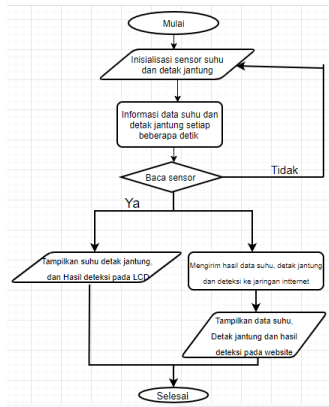 Mulai
Inisialisasi sensor suhu
dan detak jantung
Informasi data suhu dan
detak jantung setiap
beberapa detik
Baca sensor
Tidak
Ya
Tampilkan suhu detak jantung,
dan Hasil deteksi pada LCD
Mengirim hasil data suhu, detak jantung
dan deteksi ke jaringan intternet
Tampilkan data suhu,
Detak jantung dan hasil
deteksi pada website
Selesai